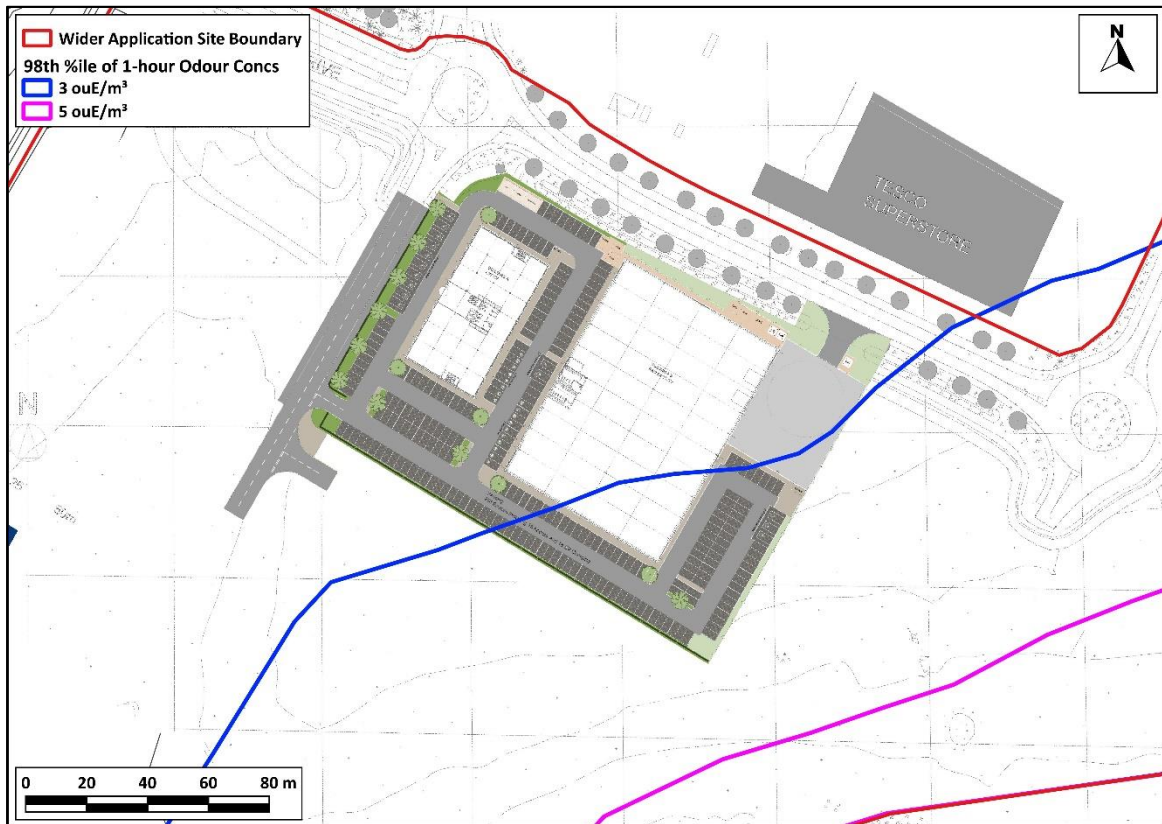 Wider Application Site Boundary
98th %ile of 1-hour Odour Concs
3 ouE/m³
5 ouE/m³
N
TESCO
SUPERSTORE
0 20 40 60 80 m